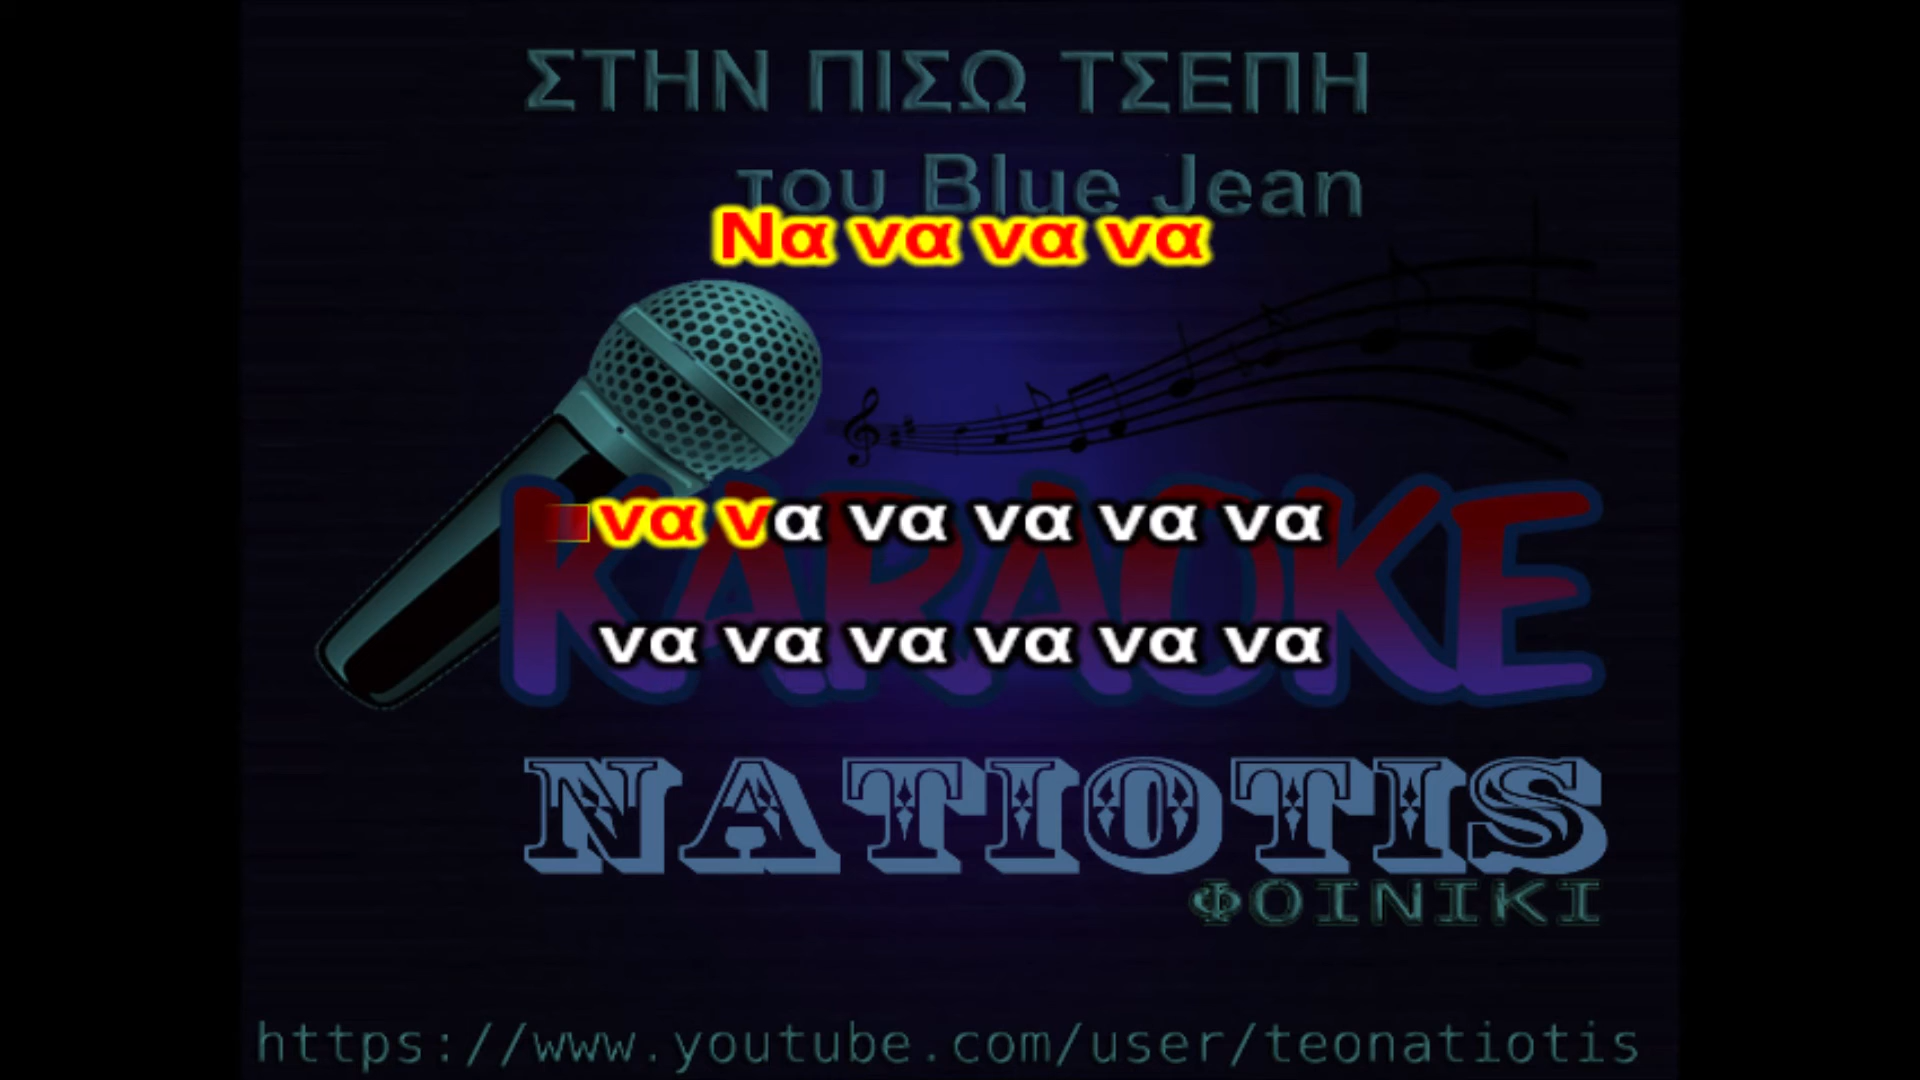 ΣΤΗΝ ΠΙΣΩ ΤΣΕΠΗ
του Blue Jean
Να να να να
να να να να να να
KARAOKE
να να να να να να
NATIOTIS
ΦΟΙΝΙΚΙ
https://www.youtube.com/user/teonatiotis